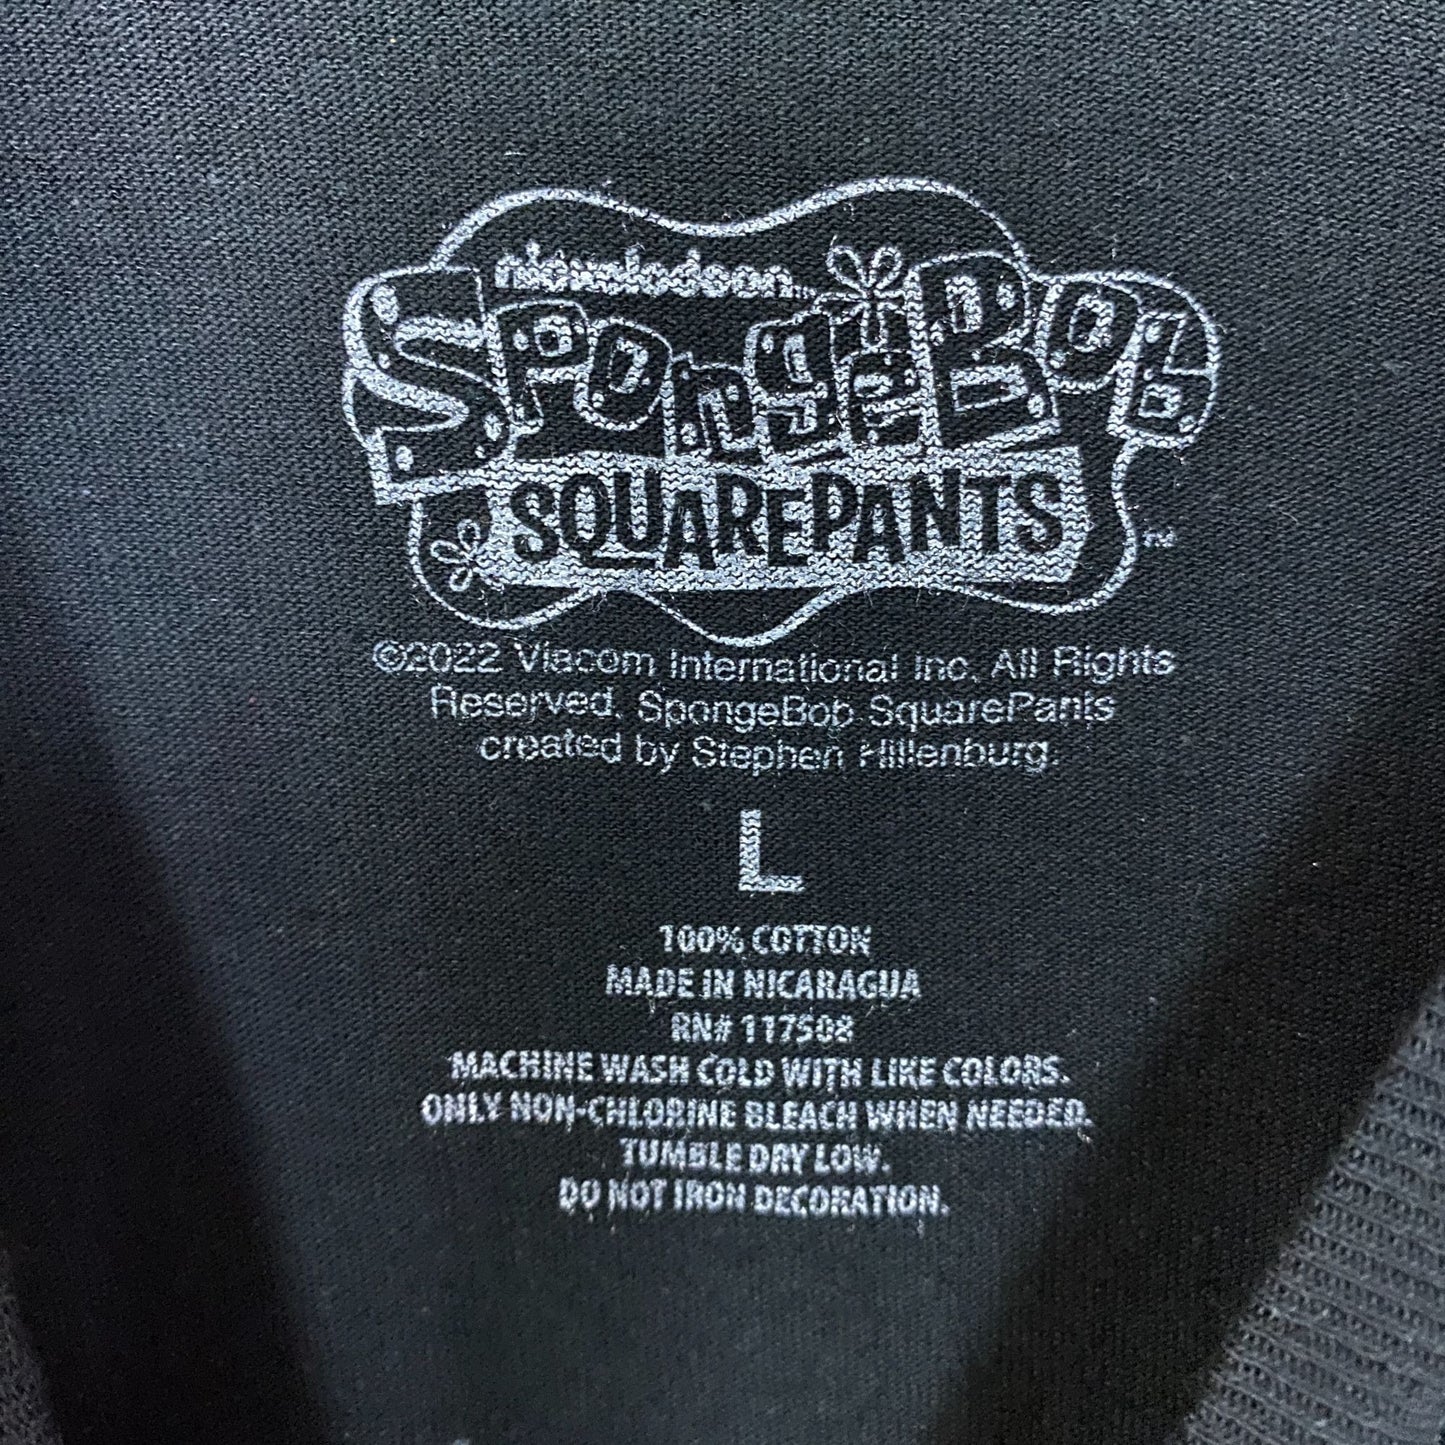 nickelodeon™
SPONGEBOB
SQUAREPANTS™
©2022 Viacom International Inc. All Rights
Reserved. SpongeBob SquarePants
created by Stephen Hillenburg.
L
100% COTTON
MADE IN NICARAGUA
RN# 117508
MACHINE WASH COLD WITH LIKE COLORS.
ONLY NON-CHLORINE BLEACH WHEN NEEDED.
TUMBLE DRY LOW.
DO NOT IRON DECORATION.